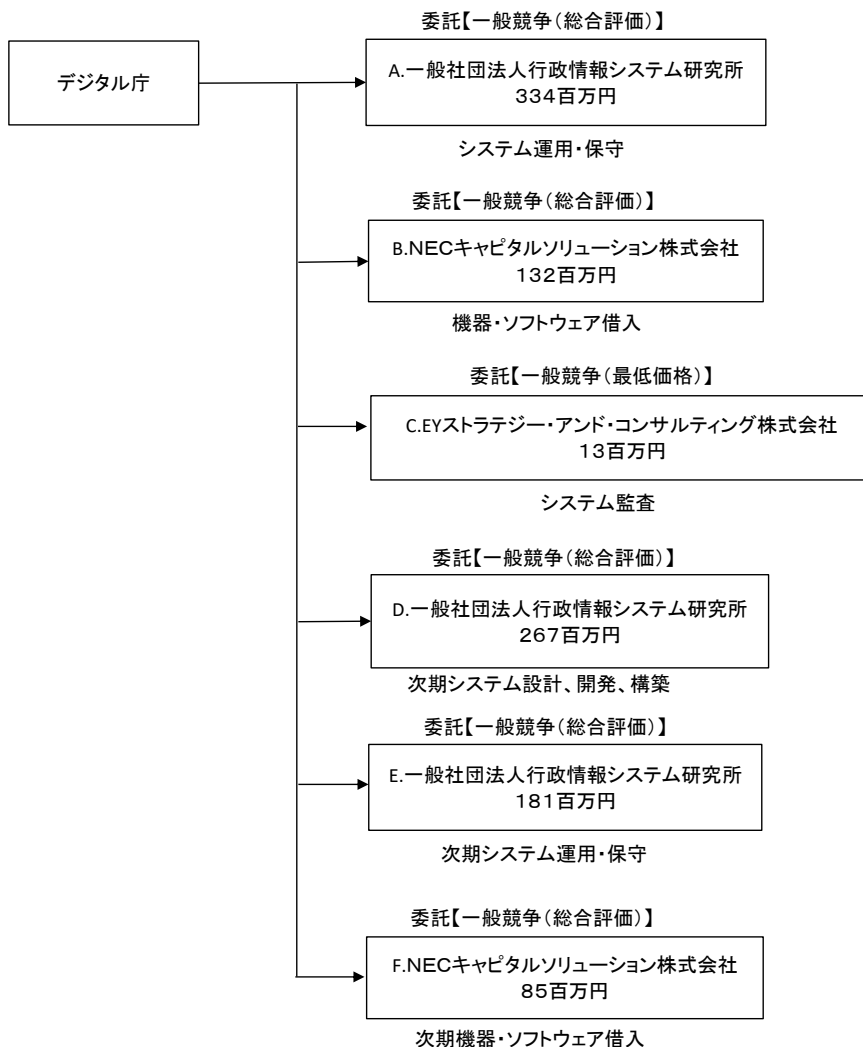 デジタル庁
委託【一般競争（総合評価）】
A.一般社団法人行政情報システム研究所
３３４百万円
システム運用・保守
委託【一般競争（総合評価）】
B.NECキャピタルソリューション株式会社
１３２百万円
機器・ソフトウェア借入
委託【一般競争（最低価格）】
C.EYストラテジー・アンド・コンサルティング株式会社
１３百万円
システム監査
委託【一般競争（総合評価）】
D.一般社団法人行政情報システム研究所
２６７百万円
次期システム設計、開発、構築
委託【一般競争（総合評価）】
E.一般社団法人行政情報システム研究所
１８１百万円
次期システム運用・保守
委託【一般競争（総合評価）】
F.NECキャピタルソリューション株式会社
８５百万円
次期機器・ソフトウェア借入